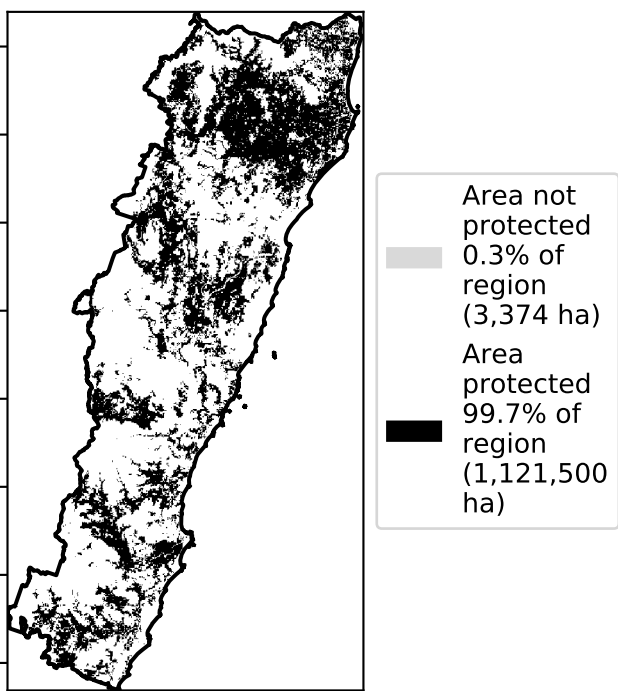 Area not
protected
0.3% of
region
(3,374 ha)
Area
protected
99.7% of
region
(1,121,500
ha)